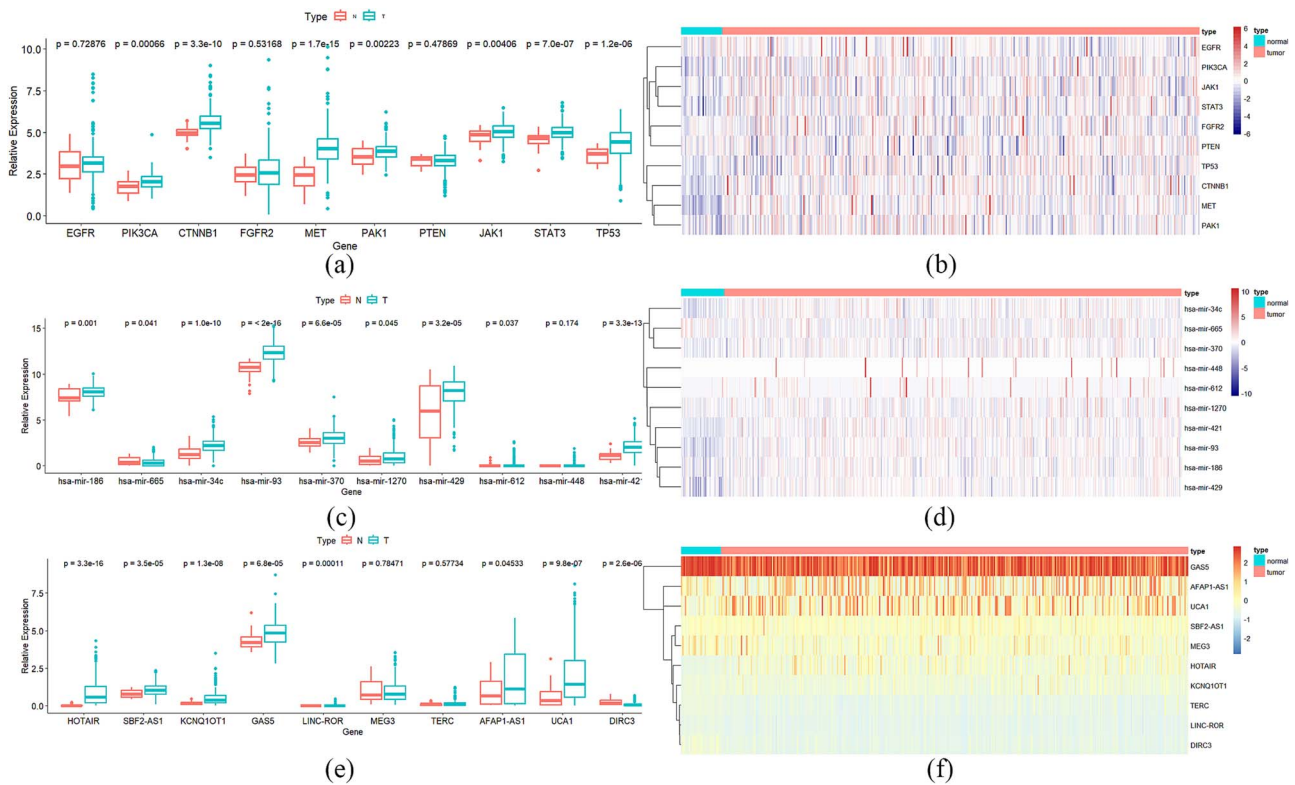 Type N T
p = 0.72876 p = 0.00066 p = 3.3e-10 p = 0.53168 p = 1.7e-15 p = 0.00223 p = 0.47869 p = 0.00406 p = 7.0e-07 p = 1.2e-06
10.0
7.5
5.0
2.5
0.0
Relative Expression
EGFR PIK3CA CTNNB1 FGFR2 MET PAK1 PTEN JAK1 STAT3 TP53
Gene
(a)
type
EGFR
PIK3CA
JAK1
STAT3
FGFR2
PTEN
TP53
CTNNB1
MET
PAK1
6
4
2
0
-2
-4
-6
type
normal
tumor
(b)
Type N T
p = 0.001 p = 0.041 p = 1.0e-10 p = < 2e-16 p = 6.6e-05 p = 0.045 p = 3.2e-05 p = 0.037 p = 0.174 p = 3.3e-13
15
10
5
0
Relative Expression
hsa-mir-186 hsa-mir-665 hsa-mir-34c hsa-mir-93 hsa-mir-370 hsa-mir-1270 hsa-mir-429 hsa-mir-612 hsa-mir-448 hsa-mir-42
Gene
(c)
type
hsa-mir-34c
hsa-mir-665
hsa-mir-370
hsa-mir-448
hsa-mir-612
hsa-mir-1270
hsa-mir-421
hsa-mir-93
hsa-mir-186
hsa-mir-429
10
5
0
-5
-10
type
normal
tumor
(d)
Type N T
p = 3.3e-16 p = 3.5e-05 p = 1.3e-08 p = 6.8e-05 p = 0.00011 p = 0.78471 p = 0.57734 p = 0.04533 p = 9.8e-07 p = 2.6e-06
7.5
5.0
2.5
0.0
Relative Expression
HOTAIR SBF2-AS1 KCNQ1OT1 GAS5 LINC-ROR MEG3 TERC AFAP1-AS1 UCA1 DIRC3
Gene
(e)
type
GAS5
AFAP1-AS1
UCA1
SBF2-AS1
MEG3
HOTAIR
KCNQ1OT1
TERC
LINC-ROR
DIRC3
2
1
0
-1
-2
type
normal
tumor
(f)